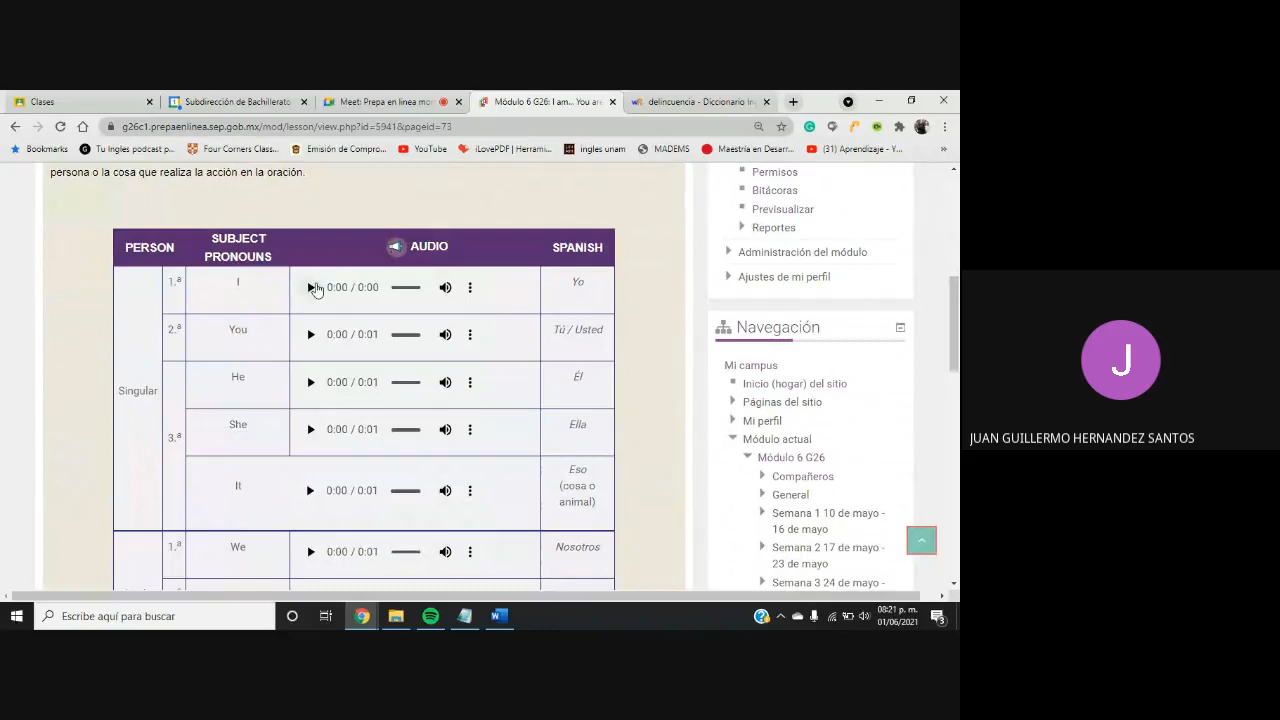 Clases
Subdirección de Bachillerato
Meet: Prepa en linea mo
Módulo 6 G26: I am... You are
delincuencia - Diccionario In
g26c1.prepaenlinea.sep.gob.mx/mod/lesson/view.php?id=5941&pageid=73
Bookmarks
Tu Ingles podcast p...
Four Corners Class...
Emisión de Compro...
YouTube
iLovePDF | Herrami...
ingles unam
MADEMS
Maestría en Desarr...
(31) Aprendizaje - Y...
»
persona o la cosa que realiza la acción en la oración.
PERSON
SUBJECT
PRONOUNS
AUDIO
SPANISH
Singular
1.ª
I
0:00 / 0:00
Yo
2.ª
You
0:00 / 0:01
Tú / Usted
3.ª
He
0:00 / 0:01
Él
She
0:00 / 0:01
Ella
It
0:00 / 0:01
Eso
(cosa o
animal)
1.ª
We
0:00 / 0:01
Nosotros
Permisos
Bitácoras
Previsualizar
Reportes
Administración del módulo
Ajustes de mi perfil
Navegación
Mi campus
Inicio (hogar) del sitio
Páginas del sitio
Mi perfil
Módulo actual
Módulo 6 G26
Compañeros
General
Semana 1 10 de mayo -
16 de mayo
Semana 2 17 de mayo -
23 de mayo
Semana 3 24 de mayo -
J
JUAN GUILLERMO HERNANDEZ SANTOS
Escribe aquí para buscar
08:21 p. m.
01/06/2021
3